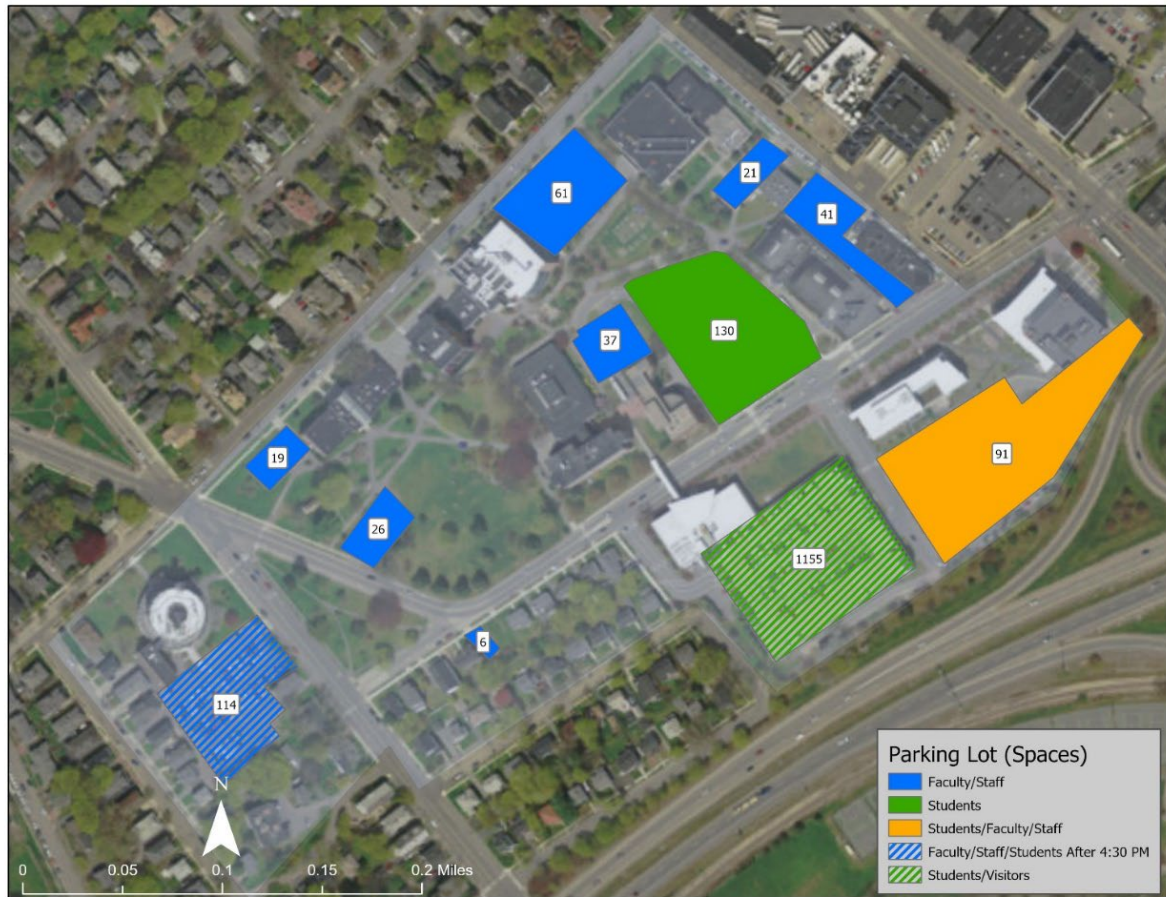 61
21
41
130
37
91
19
26
1155
6
114
N
0 0.05 0.1 0.15 0.2 Miles
Parking Lot (Spaces)
Faculty/Staff
Students
Students/Faculty/Staff
Faculty/Staff/Students After 4:30 PM
Students/Visitors